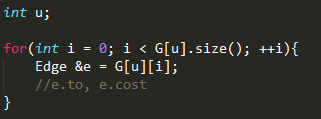 int u;
for(int i = 0; i < G[u].size(); ++i){
    Edge &e = G[u][i];
    //e.to, e.cost
}